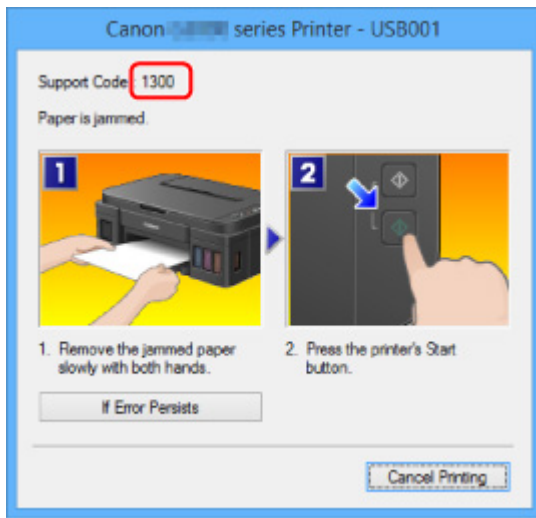 Canon series Printer - USB001
Support Code : 1300
Paper is jammed.
1
2
1. Remove the jammed paper
slowly with both hands.
2. Press the printer's Start
button.
If Error Persists
Cancel Printing